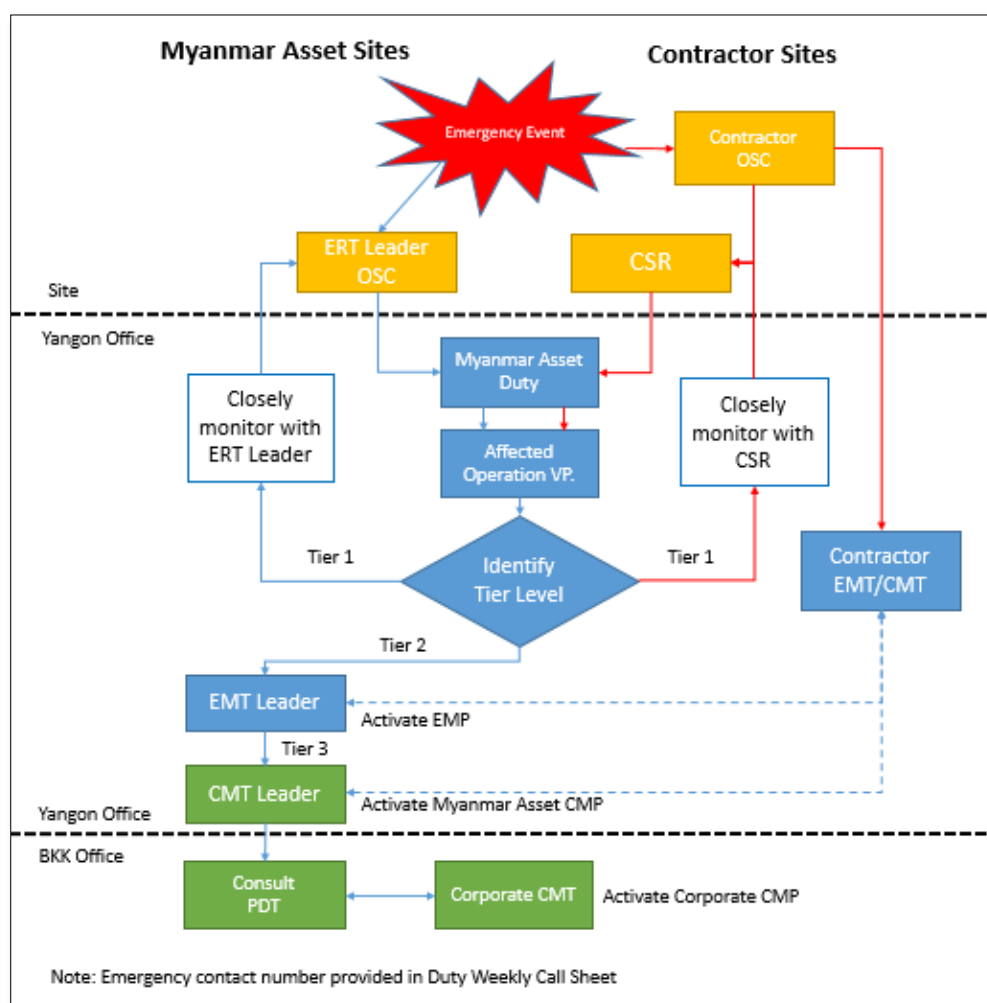 Myanmar Asset Sites
Contractor Sites
Emergency Event
Contractor
OSC
ERT Leader
OSC
CSR
Site
Yangon Office
Myanmar Asset
Duty
Closely
monitor with
ERT Leader
Closely
monitor with
CSR
Affected
Operation VP.
Tier 1
Identify
Tier Level
Tier 1
Contractor
EMT/CMT
Tier 2
EMT Leader
Activate EMP
Tier 3
CMT Leader
Activate Myanmar Asset CMP
Yangon Office
BKK Office
Consult
PDT
Corporate CMT
Activate Corporate CMP
Note: Emergency contact number provided in Duty Weekly Call Sheet